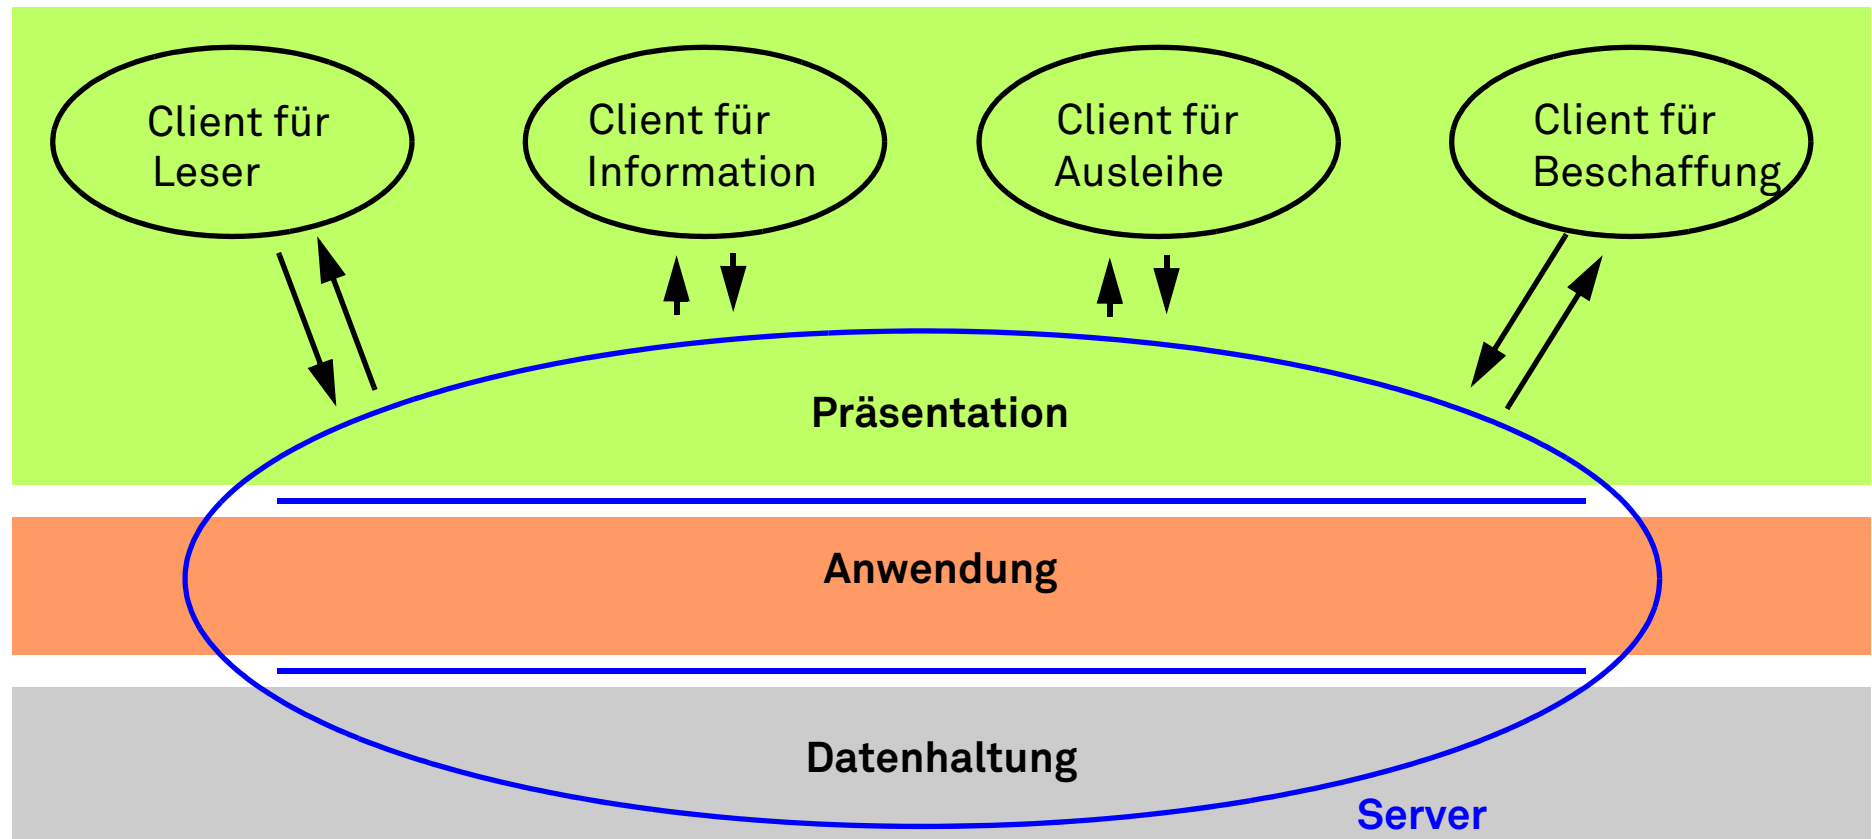 Client für
Leser
Client für
Information
Client für
Ausleihe
Client für
Beschaffung
Präsentation
Anwendung
Datenhaltung
Server